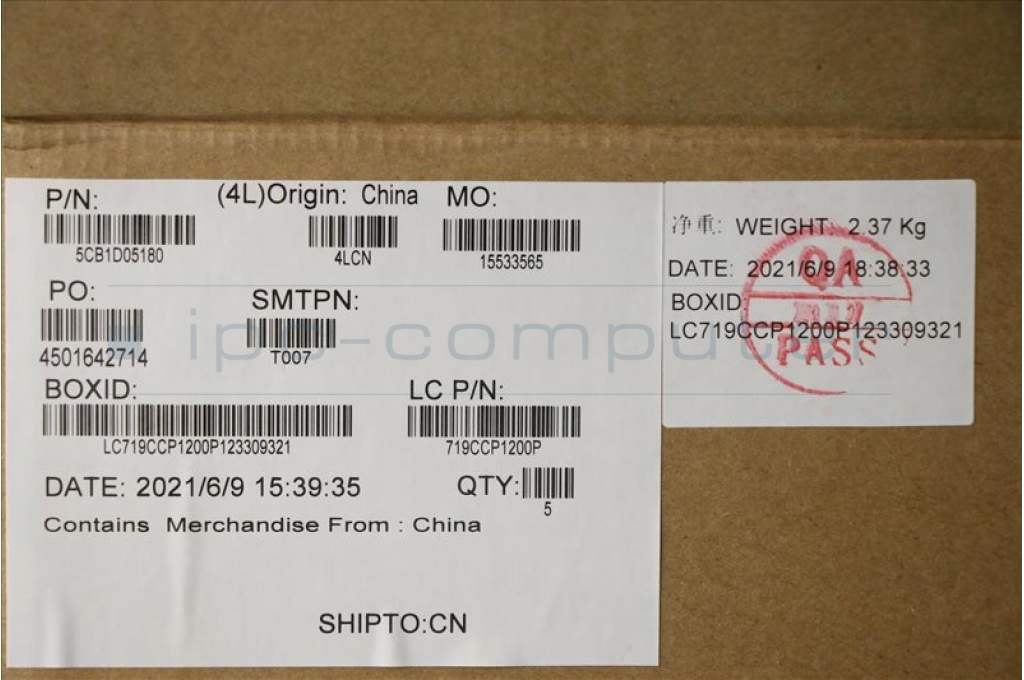 P/N: (4L)Origin: China MO:
5CB1D05180 4LCN 15533565
PO: SMTPN:
4501642714 T007
BOXID: LC P/N:
LC719CCP1200P123309321 719CCP1200P
DATE: 2021/6/9 15:39:35 QTY:
5
Contains Merchandise From : China
SHIPTO:CN
净重: WEIGHT: 2.37 Kg
DATE: 2021/6/9 18:38:33
BOXID:
LC719CCP1200P123309321
QA
PASS
ipc-computer